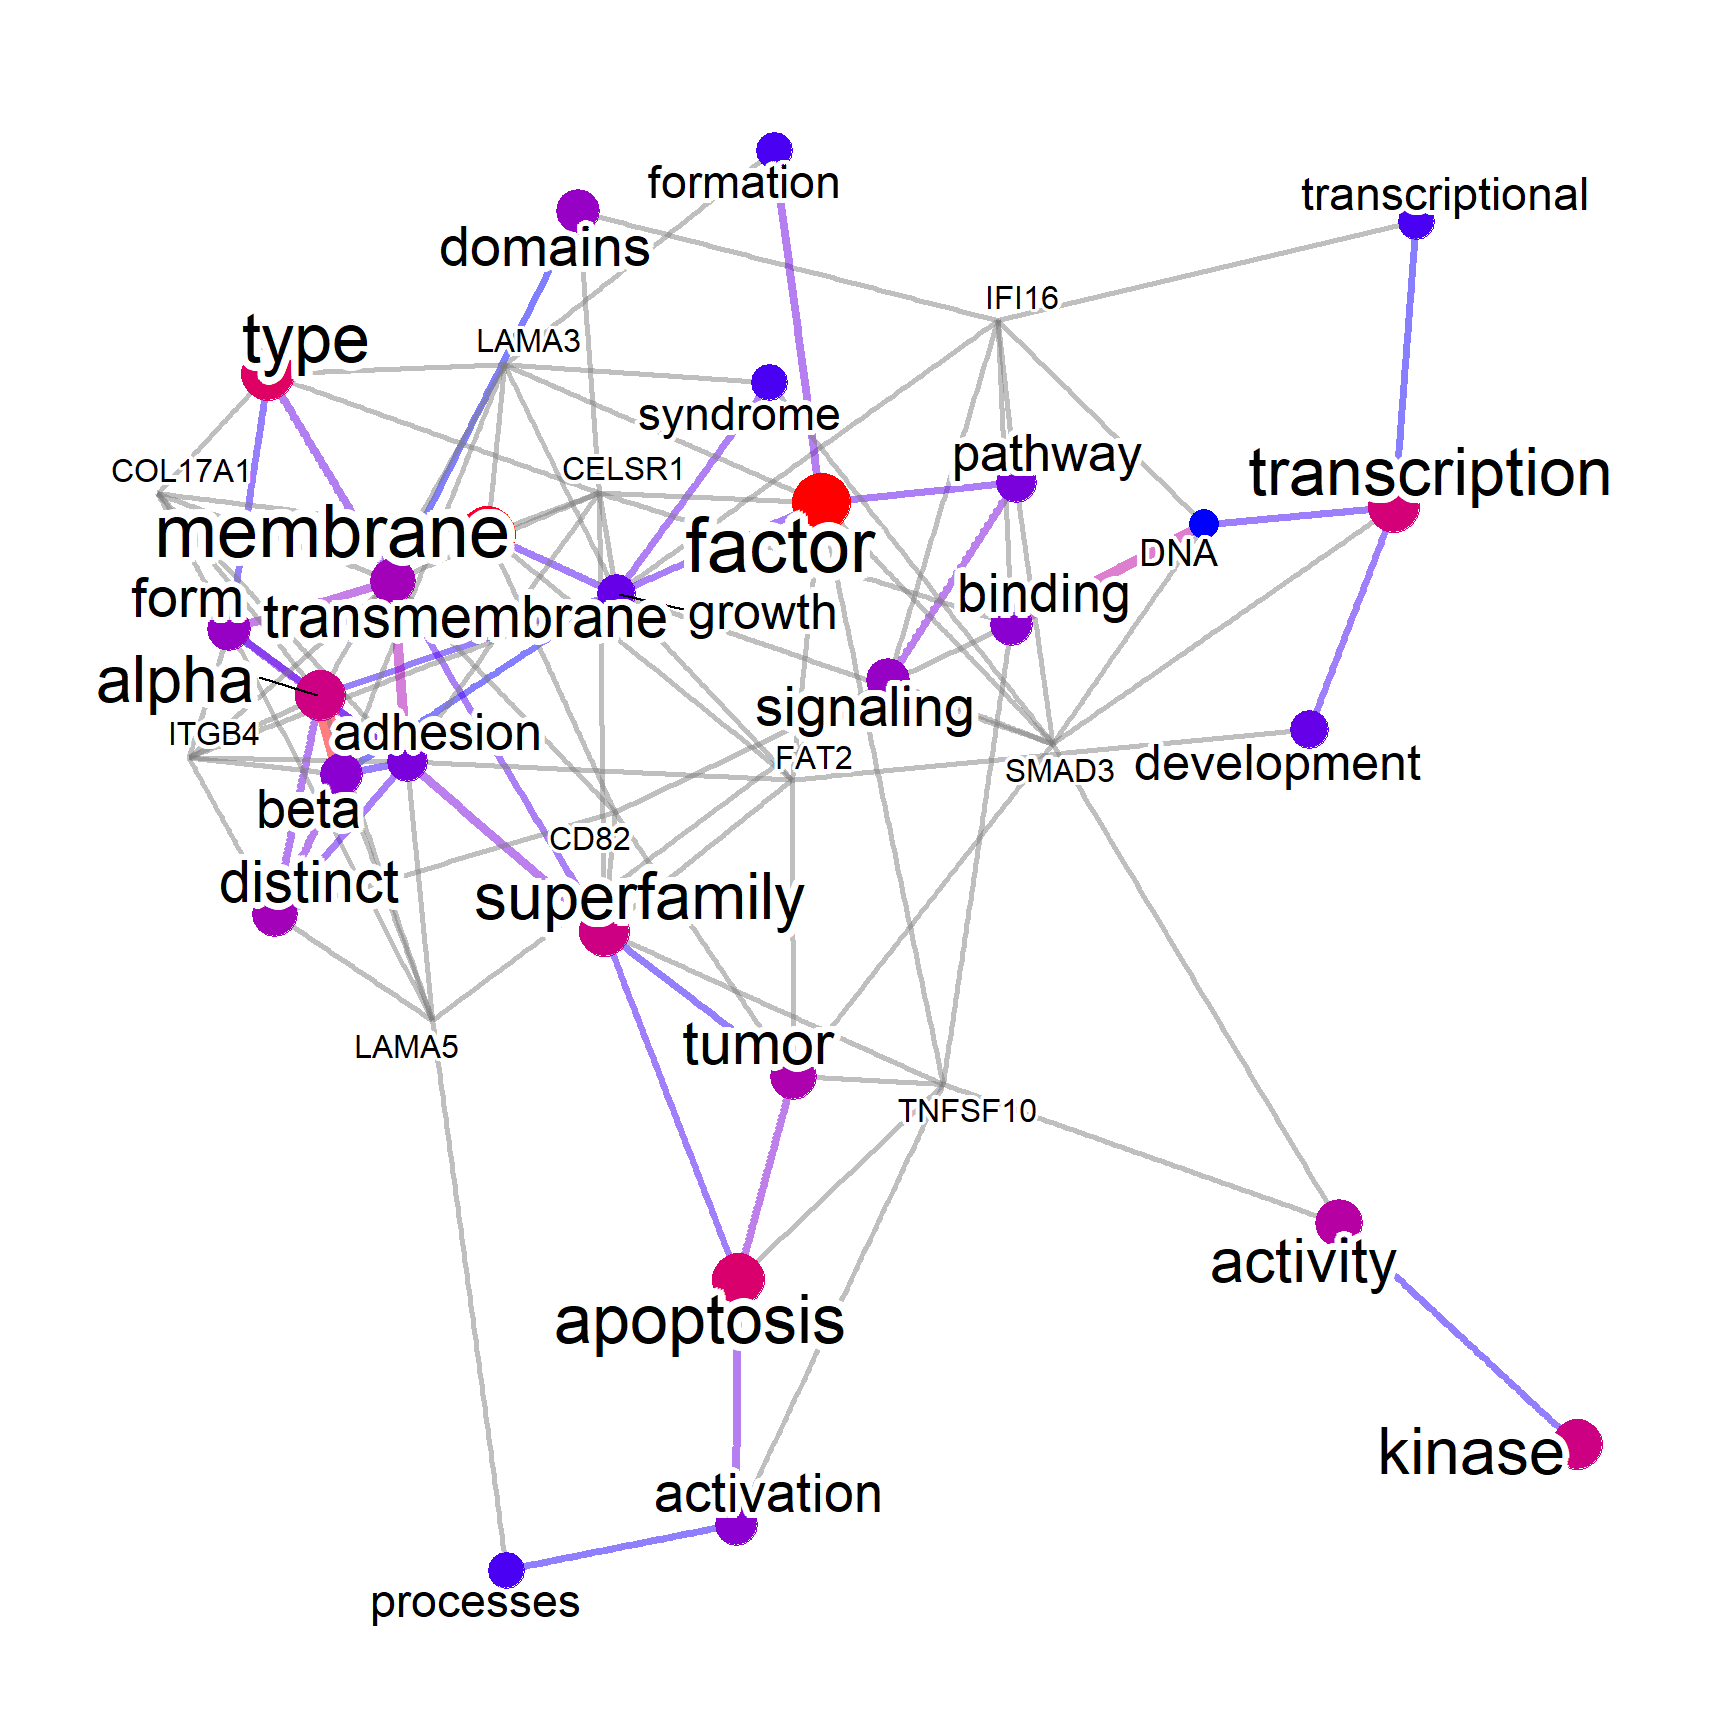 formation
transcriptional
domains
IFI16
type
LAMA3
syndrome
pathway
COL17A1
CELSR1
transcription
membrane
factor
DNA
form
binding
transmembrane
growth
alpha
signaling
ITGB4
adhesion
FAT2
SMAD3
development
beta
CD82
distinct
superfamily
LAMA5
tumor
TNFSF10
activity
apoptosis
kinase
activation
processes